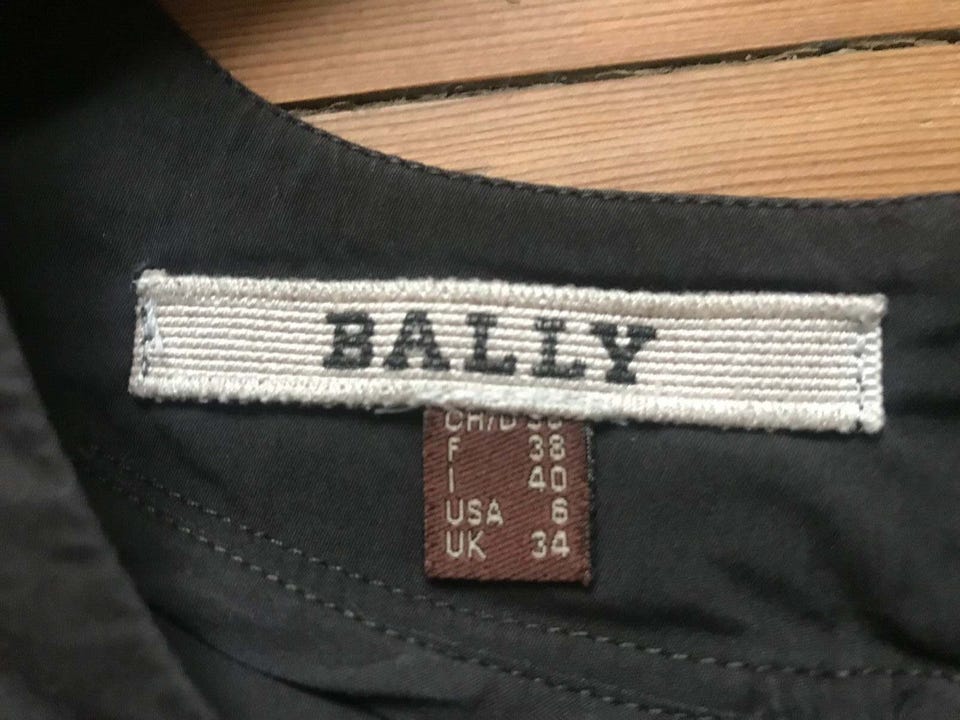 BALLY
CH/D
F 38
I 40
USA 6
UK 34